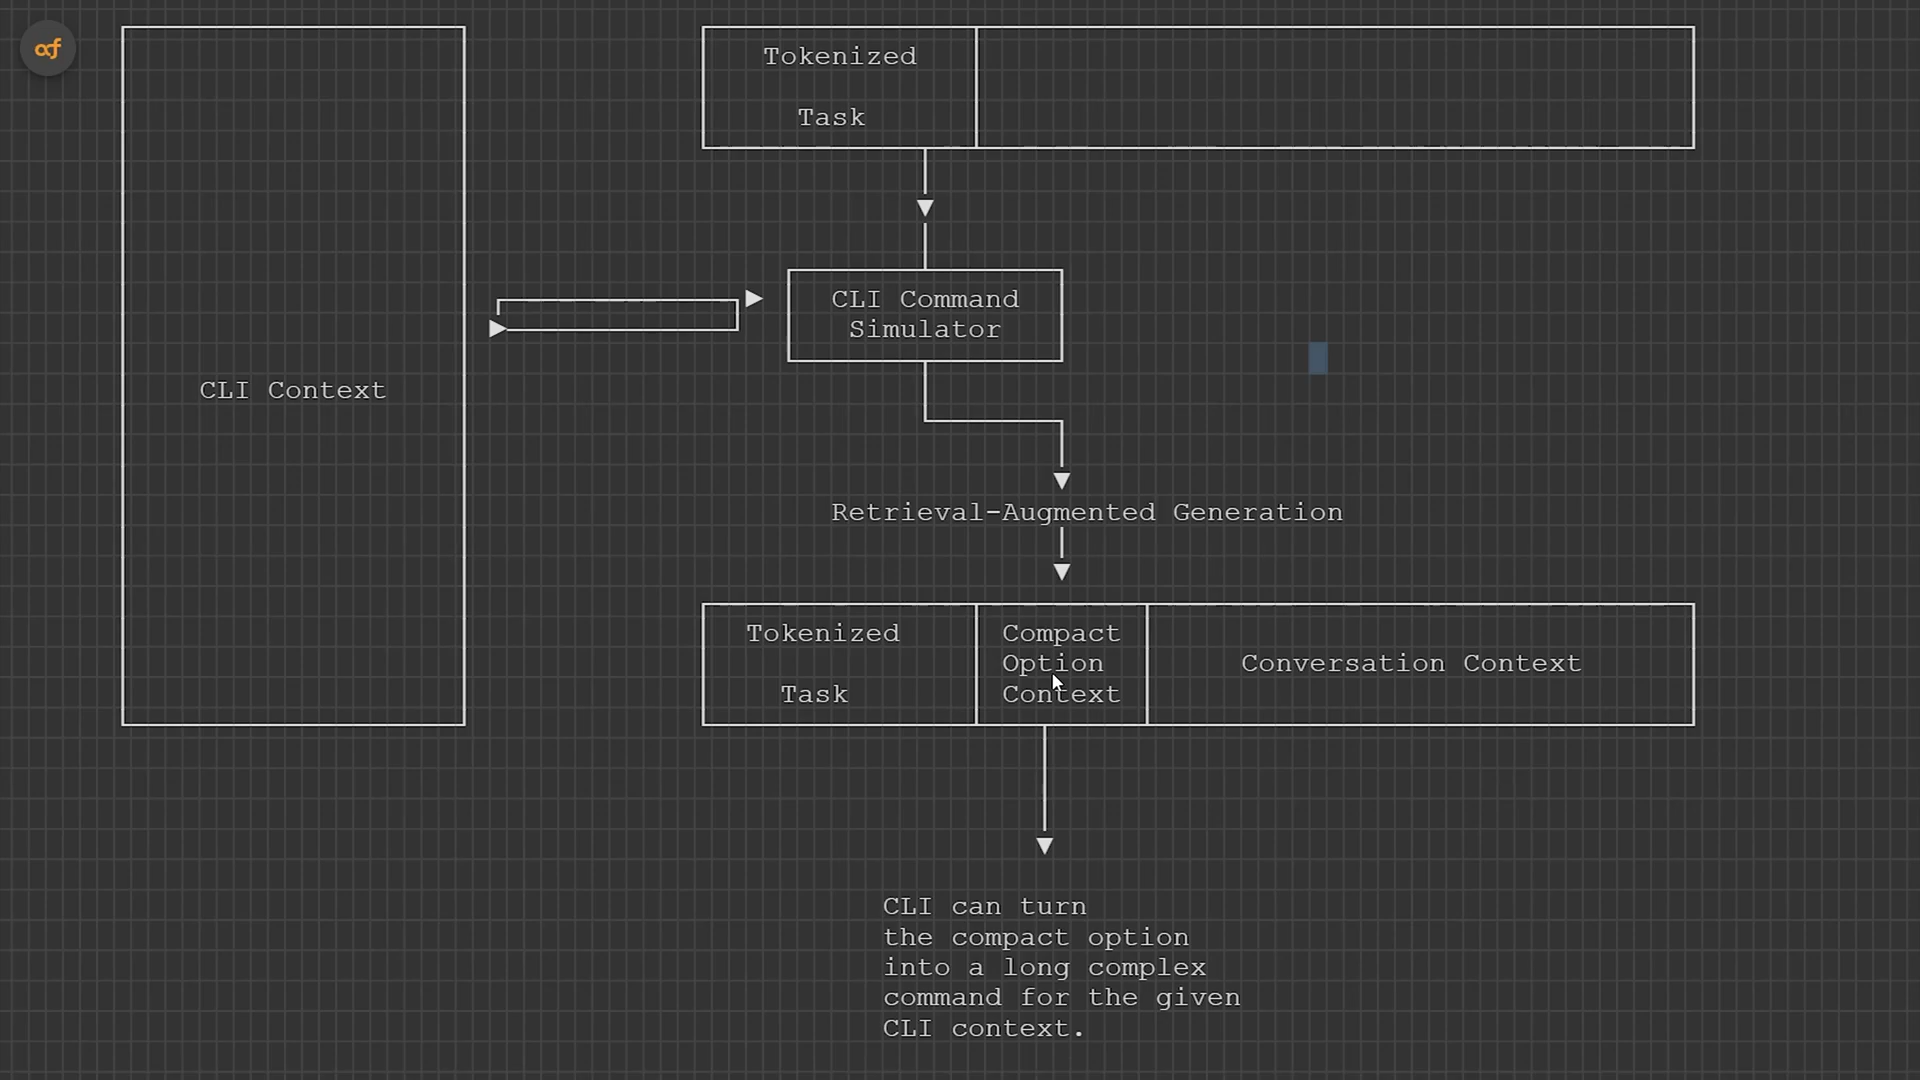 αf
Tokenized
Task
CLI Command
Simulator
CLI Context
Retrieval-Augmented Generation
Tokenized
Task
Compact
Option
Context
Conversation Context
CLI can turn
the compact option
into a long complex
command for the given
CLI context.